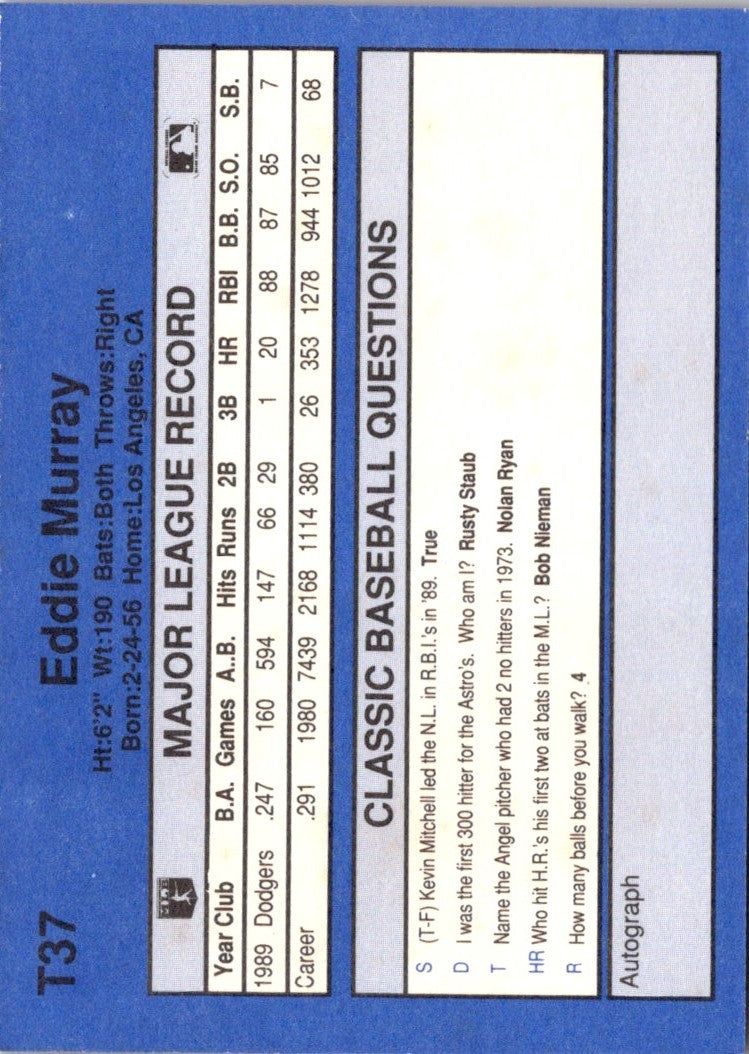 T37
Eddie Murray
Ht:6'2" Wt:190 Bats:Both Throws:Right
Born:2-24-56 Home:Los Angeles, CA
MAJOR LEAGUE RECORD
Year Club B.A. Games A..B. Hits Runs 2B 3B HR RBI B.B. S.O. S.B.
1989 Dodgers .247 160 594 147 66 29 1 20 88 87 85 7
Career .291 1980 7439 2168 1114 380 26 353 1278 944 1012 68
CLASSIC BASEBALL QUESTIONS
S (T-F) Kevin Mitchell led the N.L. in R.B.I.'s in '89. True
D I was the first 300 hitter for the Astro's. Who am I? Rusty Staub
T Name the Angel pitcher who had 2 no hitters in 1973. Nolan Ryan
HR Who hit H.R.'s his first two at bats in the M.L.? Bob Nieman
R How many balls before you walk? 4
Autograph